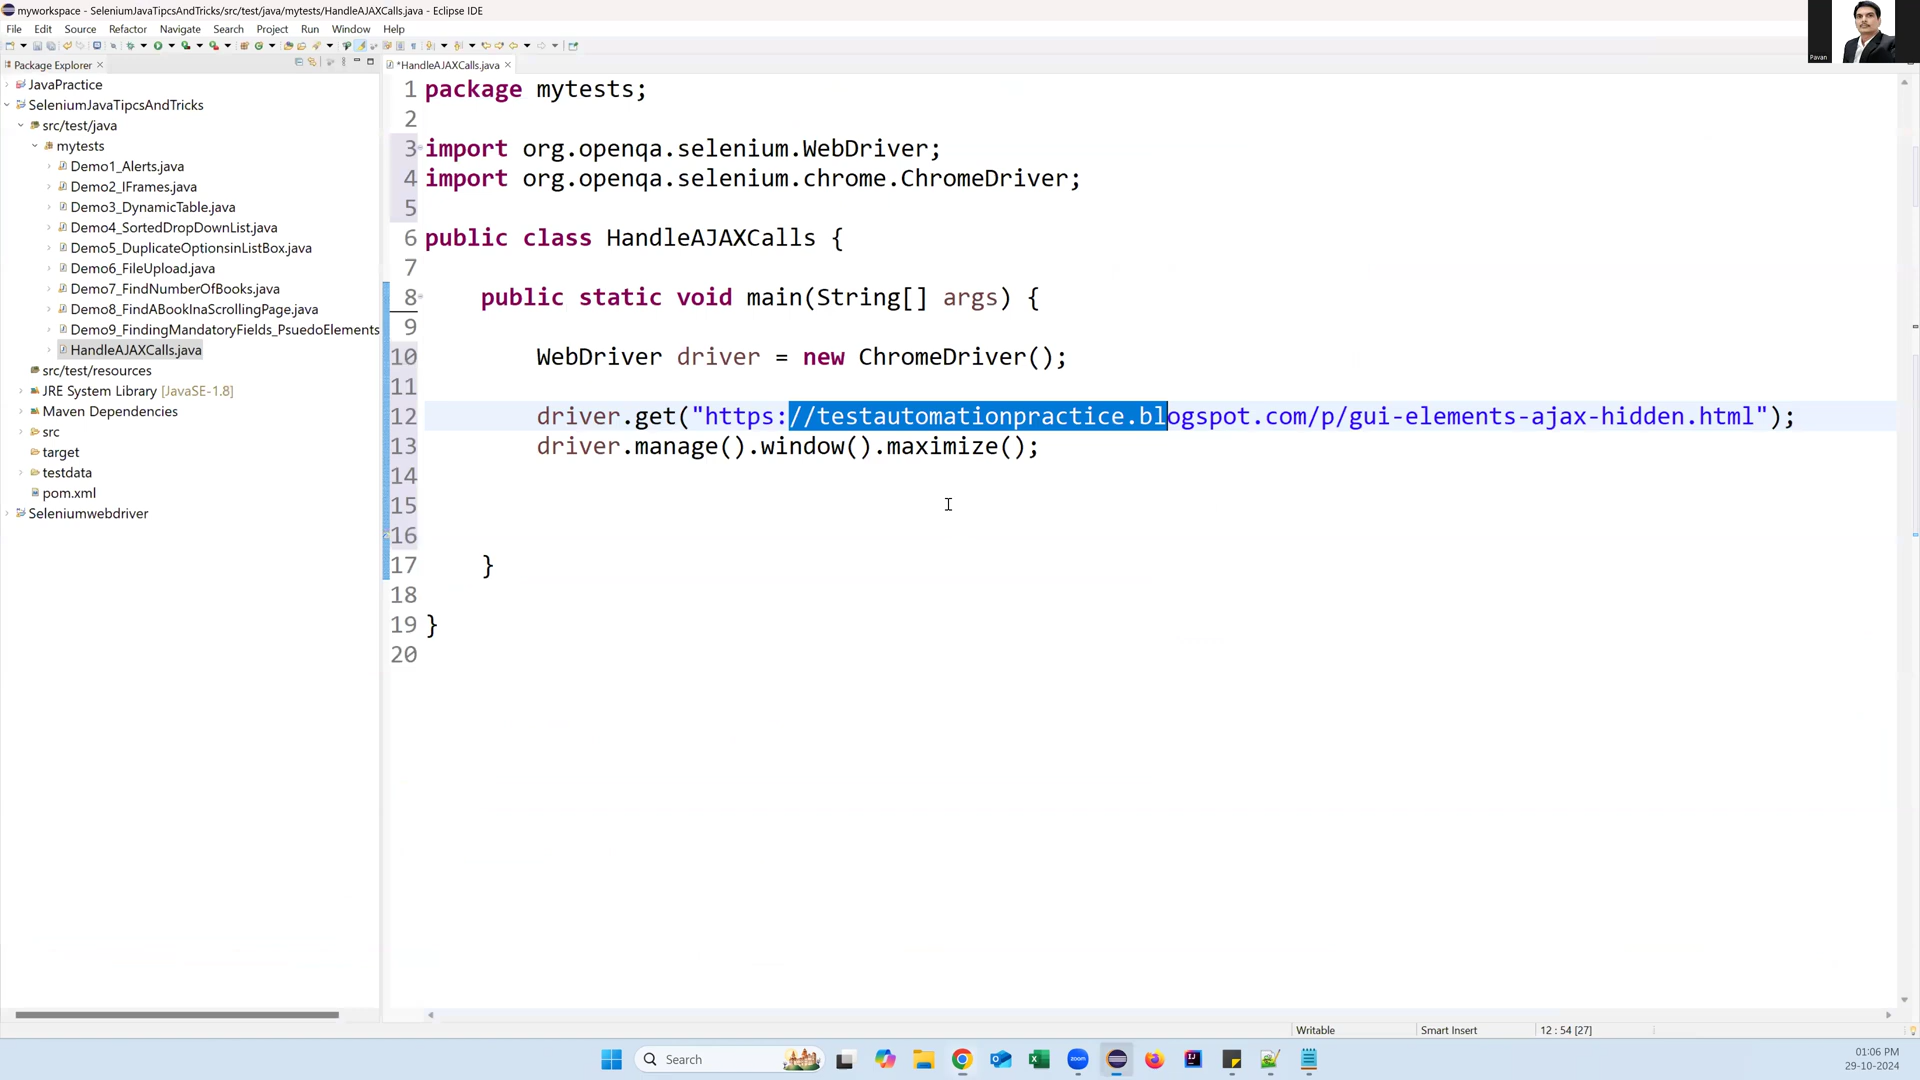 myworkspace - SeleniumJavaTipsAndTricks/src/test/java/mytests/HandleAJAXCalls.java - Eclipse IDE
File Edit Source Refactor Navigate Search Project Run Window Help
Package Explorer
*HandleAJAXCalls.java
JavaPractice
SeleniumJavaTipcsAndTricks
src/test/java
mytests
Demo1_Alerts.java
Demo2_IFrames.java
Demo3_DynamicTable.java
Demo4_SortedDropDownList.java
Demo5_DuplicateOptionsinListBox.java
Demo6_FileUpload.java
Demo7_FindNumberOfBooks.java
Demo8_FindABookInaScrollingPage.java
Demo9_FindingMandatoryFields_PsuedoElements
HandleAJAXCalls.java
src/test/resources
JRE System Library [JavaSE-1.8]
Maven Dependencies
src
target
testdata
pom.xml
Seleniumwebdriver
1 package mytests;
2
3 import org.openqa.selenium.WebDriver;
4 import org.openqa.selenium.chrome.ChromeDriver;
5
6 public class HandleAJAXCalls {
7
8 public static void main(String[] args) {
9
10 WebDriver driver = new ChromeDriver();
11
12 driver.get("https://testautomationpractice.blogspot.com/p/gui-elements-ajax-hidden.html");
13 driver.manage().window().maximize();
14
15
16
17 }
18
19 }
20
Pavan
Writable
Smart Insert
12 : 54 [27]
Search
zoom
01:06 PM
29-10-2024